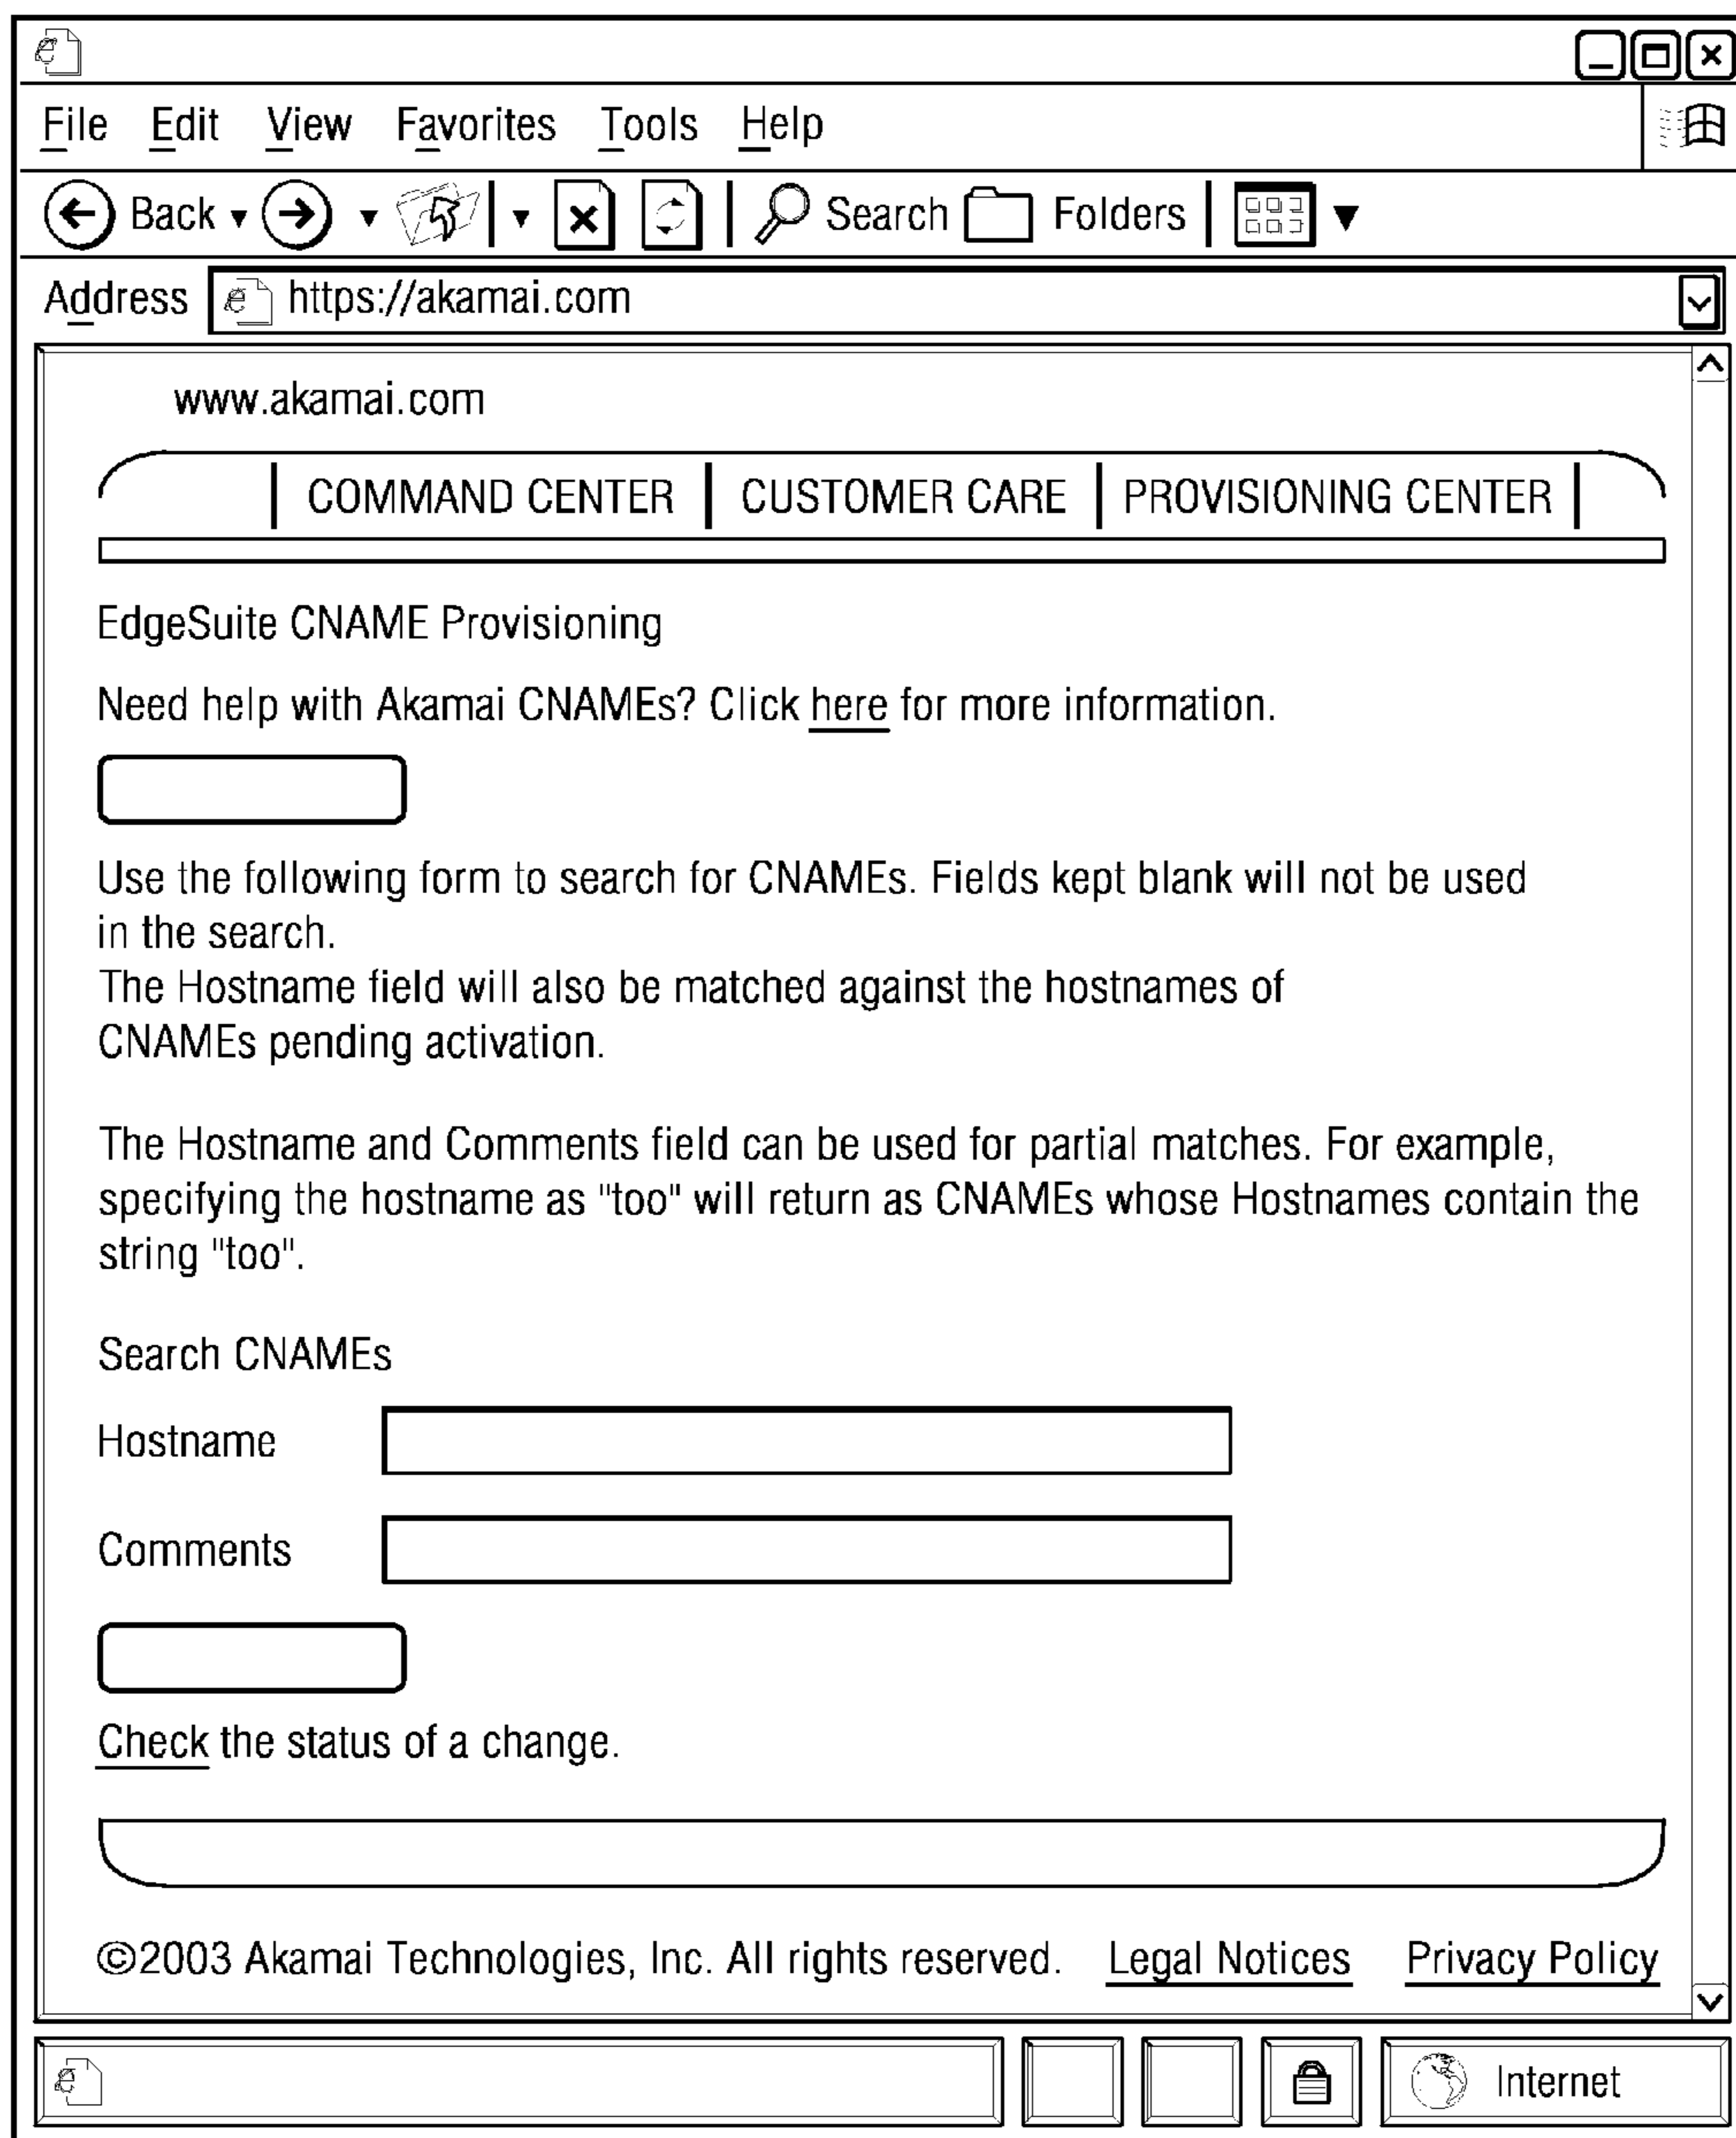 File Edit View Favorites Tools Help
Back Search Folders
Address https://akamai.com
www.akamai.com
COMMAND CENTER CUSTOMER CARE PROVISIONING CENTER
EdgeSuite CNAME Provisioning
Need help with Akamai CNAMEs? Click here for more information.
Use the following form to search for CNAMEs. Fields kept blank will not be used
in the search.
The Hostname field will also be matched against the hostnames of
CNAMEs pending activation.
The Hostname and Comments field can be used for partial matches. For example,
specifying the hostname as "too" will return as CNAMEs whose Hostnames contain the
string "too".
Search CNAMEs
Hostname
Comments
Check the status of a change.
©2003 Akamai Technologies, Inc. All rights reserved. Legal Notices Privacy Policy
Internet